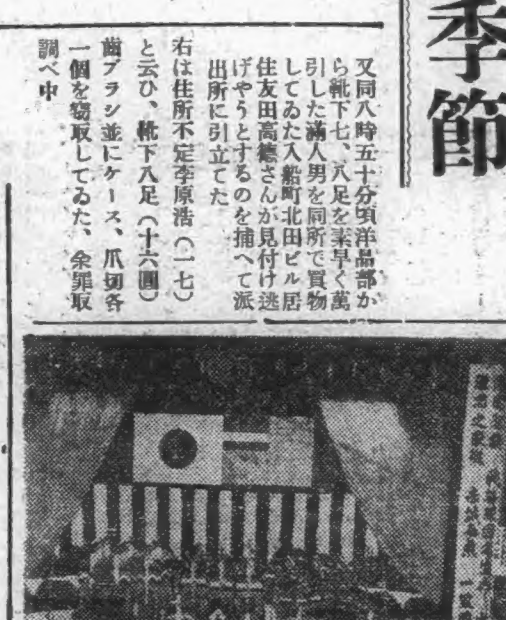 季節
又同八時五十分頃洋品部か
ら靴下七、八足を素早く萬
引した滿人男を同所で買物
してゐた入船町北田ビル居
住友田高德さんが見付け逃
げやうとするのを捕へて派
出所に引立てた
右は住所不定李原浩（一七）
と云ひ、靴下八足（十六圓）
齒ブラシ並にケース、爪切各
一個を竊取してゐた、余罪取
調べ中